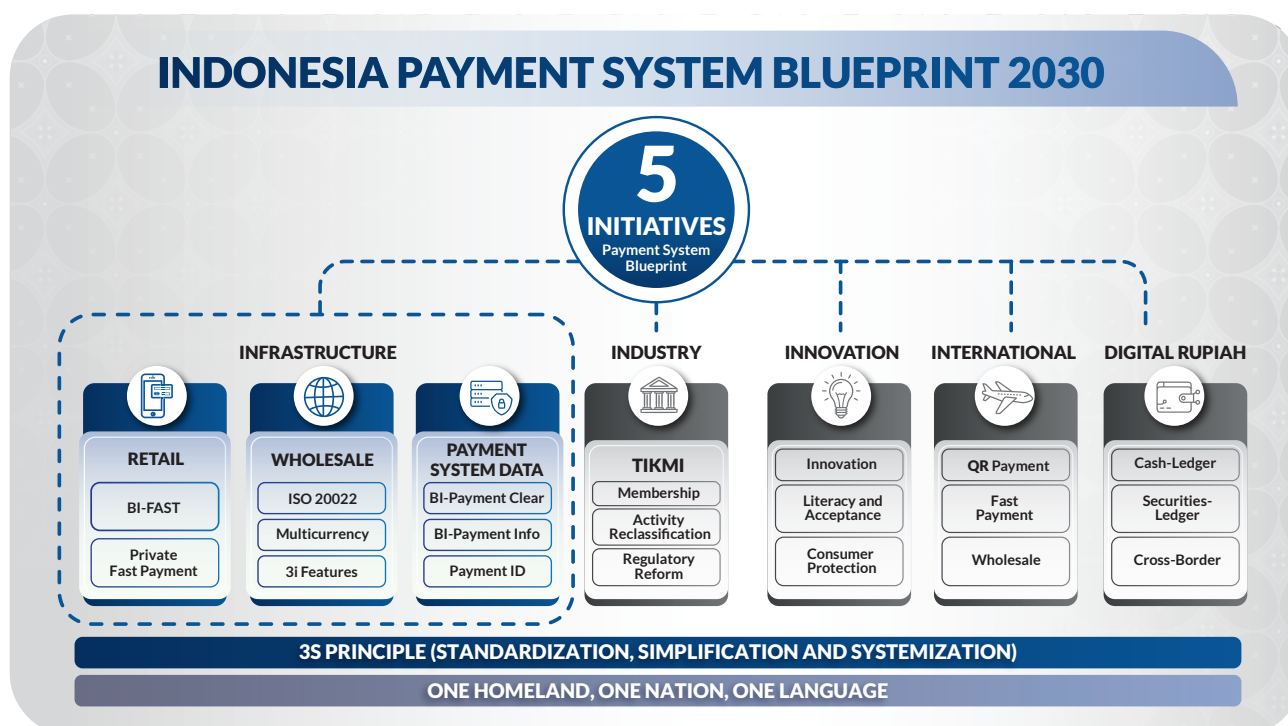 INDONESIA PAYMENT SYSTEM BLUEPRINT 2030
5
INITIATIVES
Payment System
Blueprint
INFRASTRUCTURE
RETAIL
BI-FAST
Private
Fast Payment
WHOLESALE
ISO 20022
Multicurrency
3i Features
PAYMENT
SYSTEM DATA
BI-Payment Clear
BI-Payment Info
Payment ID
INDUSTRY
TIKMI
Membership
Activity
Reclassification
Regulatory
Reform
INNOVATION
Innovation
Literacy and
Acceptance
Consumer
Protection
INTERNATIONAL
QR Payment
Fast
Payment
Wholesale
DIGITAL RUPIAH
Cash-Ledger
Securities-
Ledger
Cross-Border
3S PRINCIPLE (STANDARDIZATION, SIMPLIFICATION AND SYSTEMIZATION)
ONE HOMELAND, ONE NATION, ONE LANGUAGE